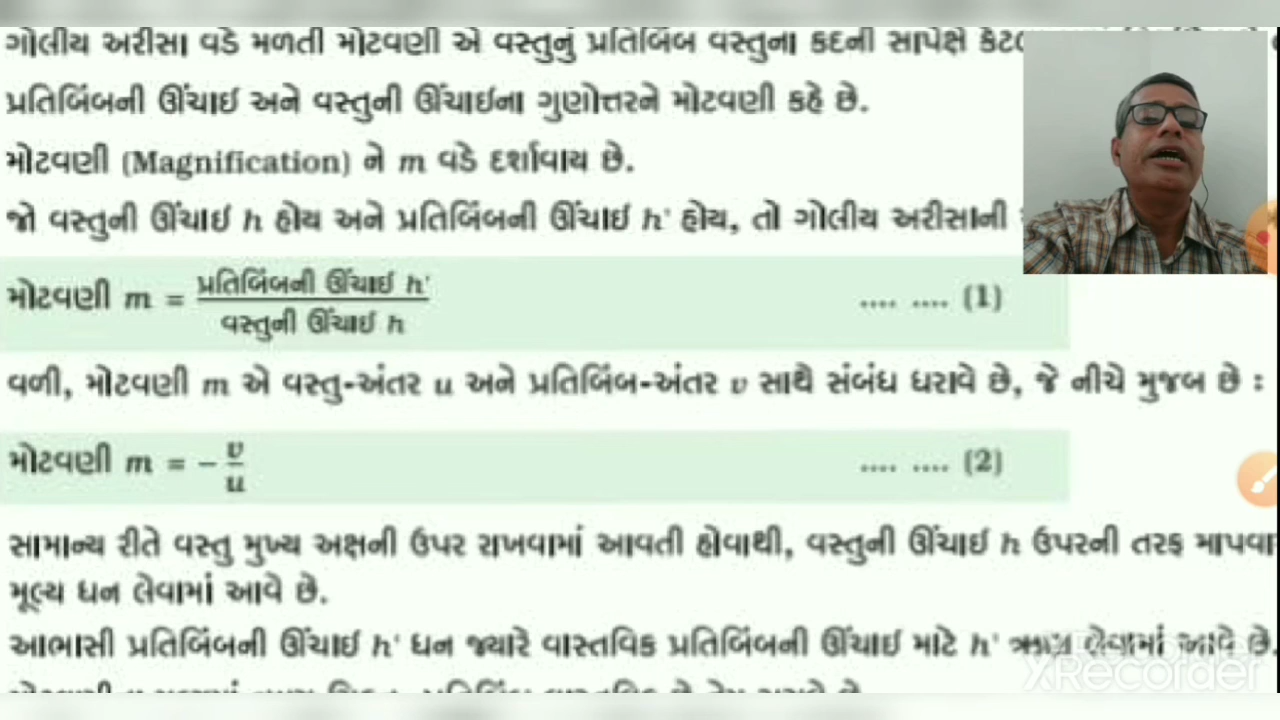 ગોલીય અરીસા વડે મળતી મોટવણી એ વસ્તુનું પ્રતિબિંબ વસ્તુના કદની સાપેક્ષે
પ્રતિબિંબની ઊંચાઈ અને વસ્તુની ઊંચાઈના ગુણોત્તરને મોટવણી કહે છે.
મોટવણી (Magnification) ને m વડે દર્શાવાય છે.
જો વસ્તુની ઊંચાઈ h હોય અને પ્રતિબિંબની ઊંચાઈ h' હોય, તો ગોલીય અરીસાની
મોટવણી m = પ્રતિબિંબની ઊંચાઈ h' / વસ્તુની ઊંચાઈ h .... .... (1)
વળી, મોટવણી m એ વસ્તુ-અંતર u અને પ્રતિબિંબ-અંતર v સાથે સંબંધ ધરાવે છે, જે નીચે મુજબ છે :
મોટવણી m = - v/u .... .... (2)
સામાન્ય રીતે વસ્તુ મુખ્ય અક્ષની ઉપર રાખવામાં આવતી હોવાથી, વસ્તુની ઊંચાઈ h ઉપરની તરફ
મૂલ્ય ધન લેવામાં આવે છે.
આભાસી પ્રતિબિંબની ઊંચાઈ h' ધન જ્યારે વાસ્તવિક પ્રતિબિંબની ઊંચાઈ માટે h' ઋણ લેવામાં આવે છે.
XRecorder